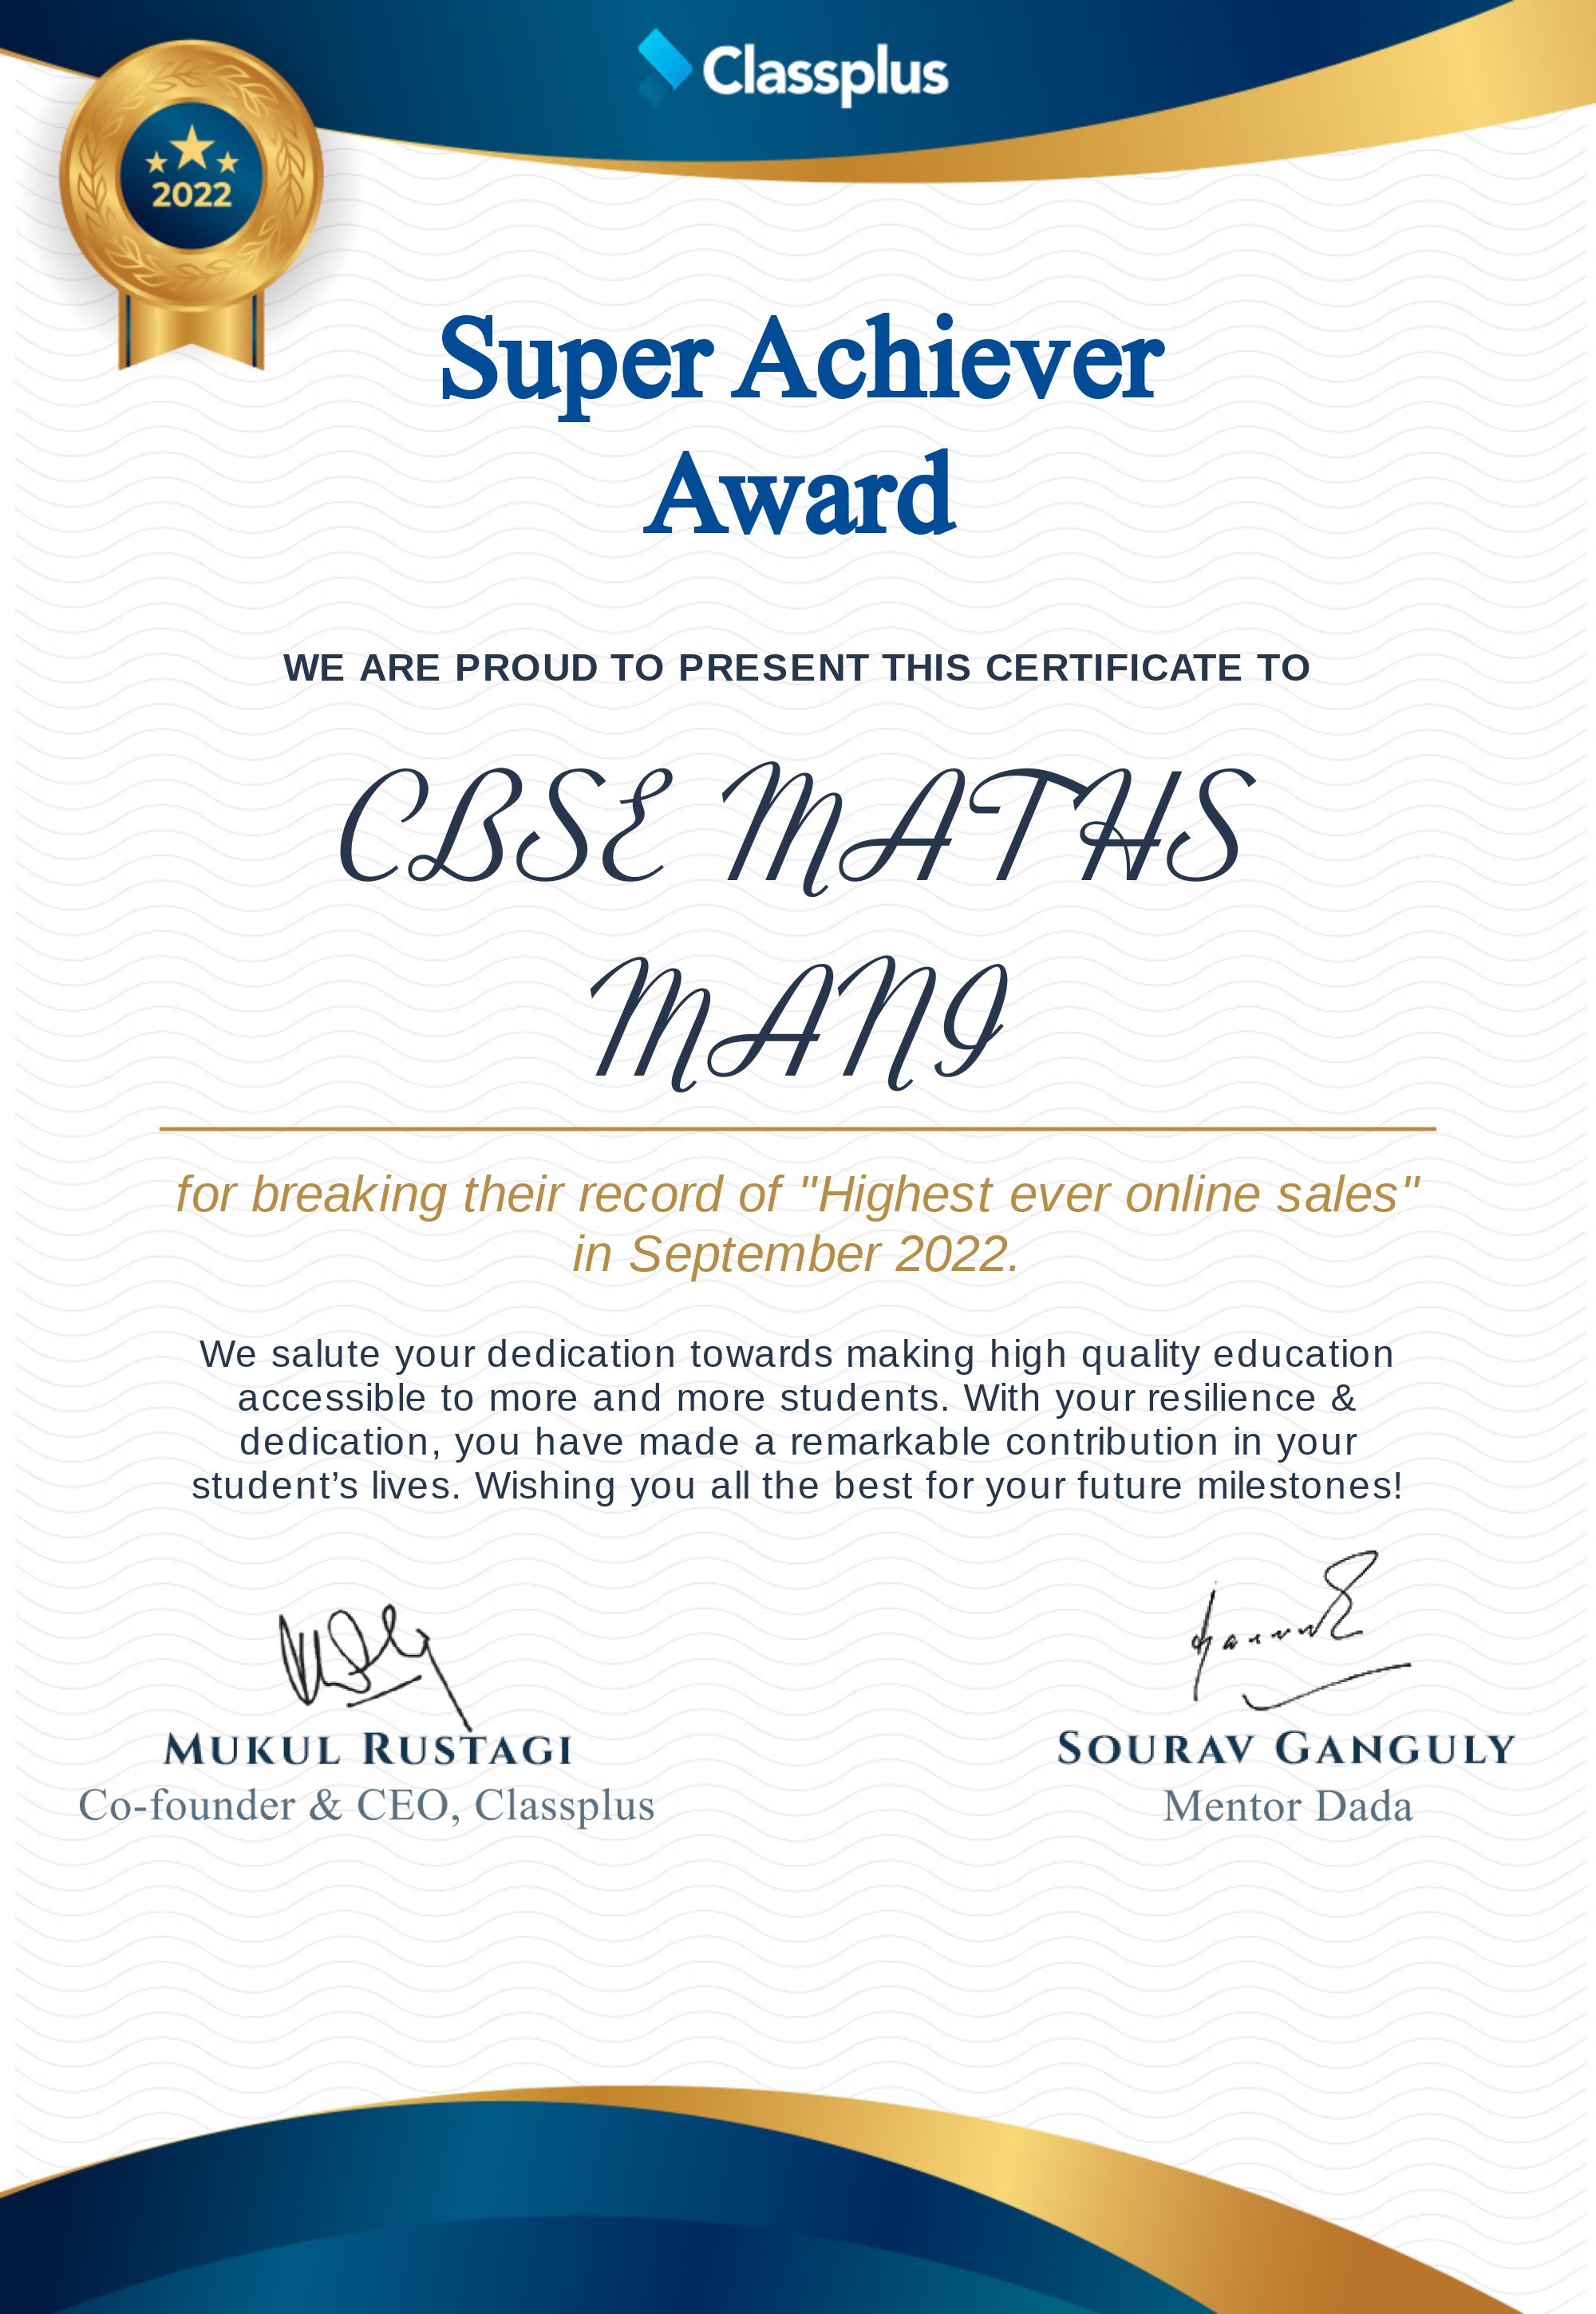 Classplus
2022
Super Achiever
Award
WE ARE PROUD TO PRESENT THIS CERTIFICATE TO
CBSE MATHS
MANI
for breaking their record of "Highest ever online sales"
in September 2022.
We salute your dedication towards making high quality education
accessible to more and more students. With your resilience &
dedication, you have made a remarkable contribution in your
student’s lives. Wishing you all the best for your future milestones!
MUKUL RUSTAGI
Co-founder & CEO, Classplus
SOURAV GANGULY
Mentor Dada